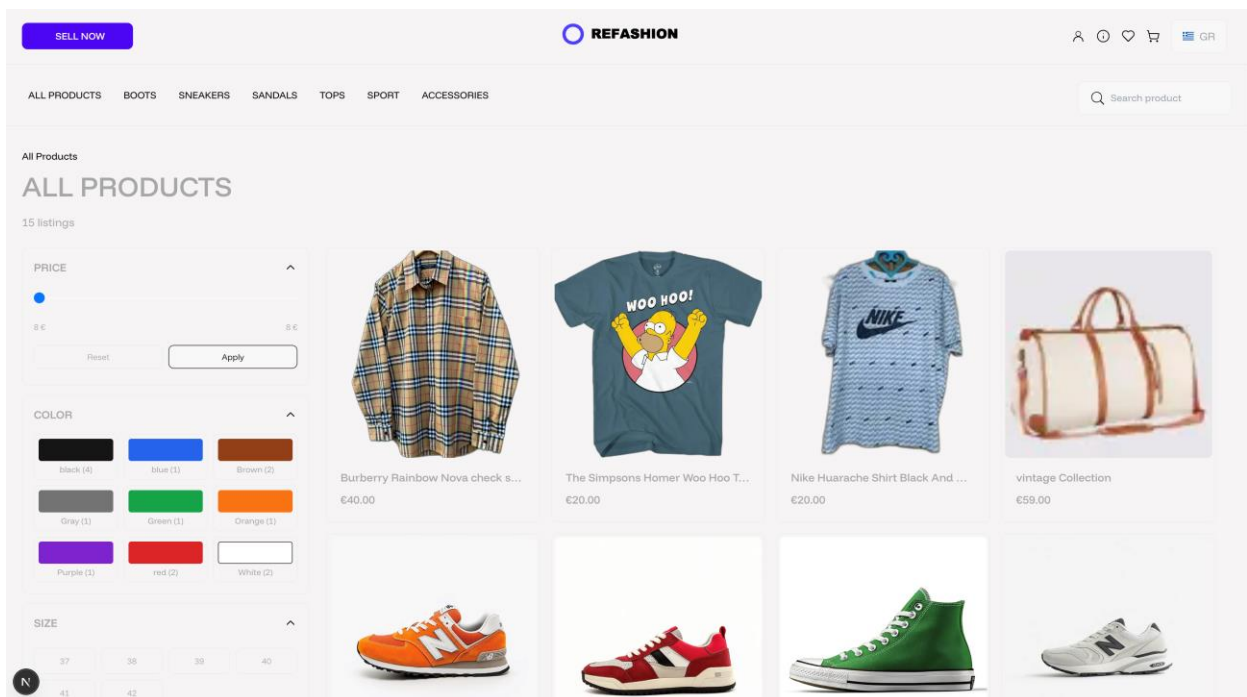 SELL NOW
REFASHION
GR
ALL PRODUCTS BOOTS SNEAKERS SANDALS TOPS SPORT ACCESSORIES
Search product
All Products
ALL PRODUCTS
15 listings
PRICE
8 € 8 €
Reset Apply
COLOR
black (4) blue (1) Brown (2)
Gray (1) Green (1) Orange (1)
Purple (1) red (2) White (2)
SIZE
37 38 39 40
41 42
N
WOO HOO!
NIKE
Burberry Rainbow Nova check s...
€40.00
The Simpsons Homer Woo Hoo T...
€20.00
Nike Huarache Shirt Black And ...
€20.00
vintage Collection
€59.00
N
N